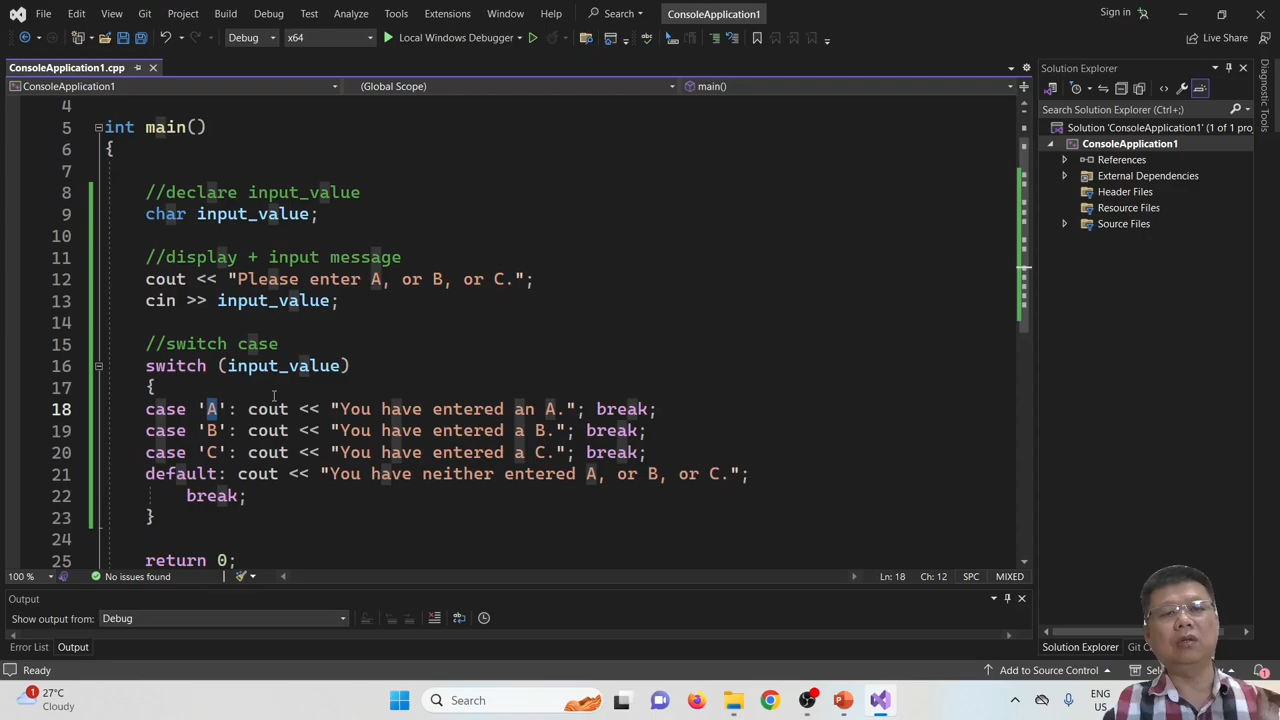 File Edit View Git Project Build Debug Test Analyze Tools Extensions Window Help Search ConsoleApplication1 Sign in
Debug x64 Local Windows Debugger Live Share
ConsoleApplication1.cpp
ConsoleApplication1 (Global Scope) main()
4
5 int main()
6 {
7
8 //declare input_value
9 char input_value;
10
11 //display + input message
12 cout << "Please enter A, or B, or C.";
13 cin >> input_value;
14
15 //switch case
16 switch (input_value)
17 {
18 case 'A': cout << "You have entered an A."; break;
19 case 'B': cout << "You have entered a B."; break;
20 case 'C': cout << "You have entered a C."; break;
21 default: cout << "You have neither entered A, or B, or C.";
22 break;
23 }
24
25 return 0;
100 % No issues found Ln: 18 Ch: 12 SPC MIXED
Output
Show output from: Debug
Error List Output
Ready
Solution Explorer
Search Solution Explorer (Ctrl+;)
Solution 'ConsoleApplication1' (1 of 1 proj
ConsoleApplication1
References
External Dependencies
Header Files
Resource Files
Source Files
Diagnostic Tools
Solution Explorer Git C
Add to Source Control Sel
1
27°C
Cloudy
Search
ENG
US
1